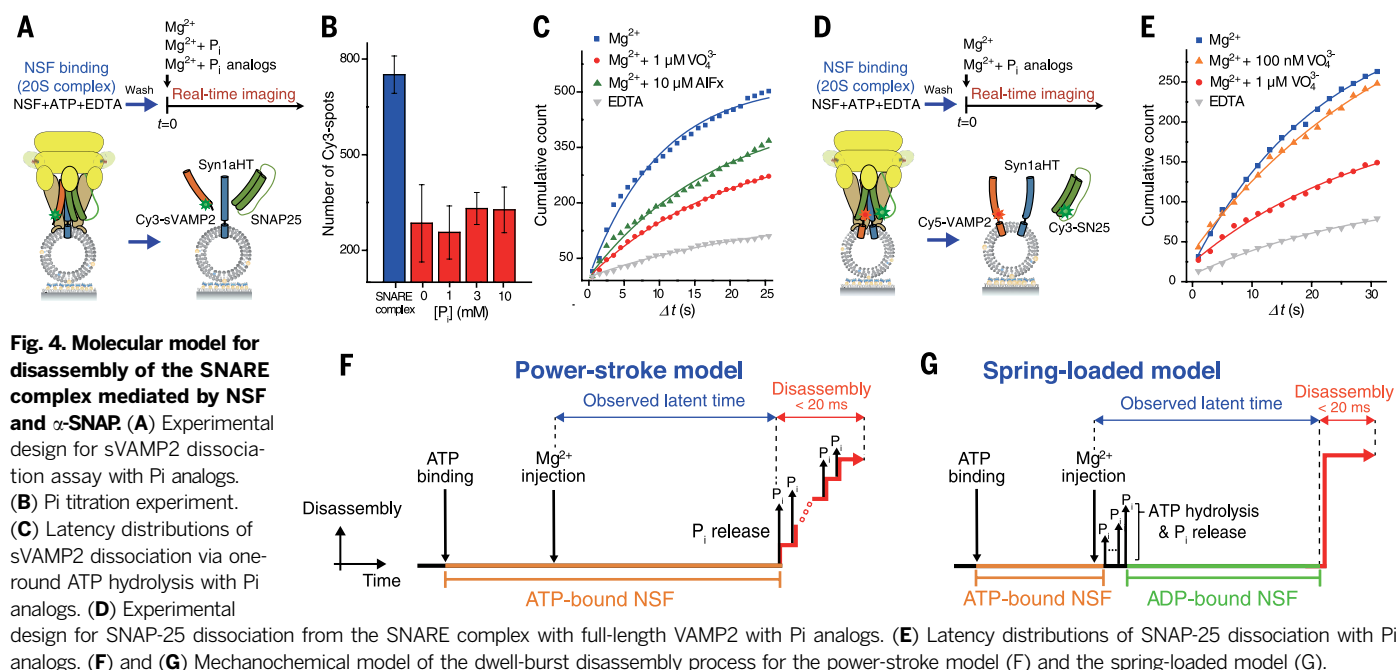 A
Mg²⁺
Mg²⁺ + Pᵢ
Mg²⁺ + Pᵢ analogs
NSF binding
(20S complex)
NSF+ATP+EDTA
Wash
Real-time imaging
t=0
Syn1aHT
Cy3-sVAMP2
SNAP25
B
Number of Cy3-spots
800
500
200
SNARE
complex
0
1
3
10
[Pᵢ] (mM)
C
Mg²⁺
Mg²⁺ + 1 µM VO₄³⁻
Mg²⁺ + 10 µM AlFx
EDTA
Cumulative count
500
350
200
50
-
0
5
10
15
20
25
Δt (s)
D
Mg²⁺
Mg²⁺ + Pᵢ analogs
NSF binding
(20S complex)
NSF+ATP+EDTA
Wash
Real-time imaging
t=0
Syn1aHT
Cy5-VAMP2
Cy3-SN25
E
Mg²⁺
Mg²⁺ + 100 nM VO₄³⁻
Mg²⁺ + 1 µM VO₄³⁻
EDTA
Cumulative count
250
200
150
100
50
0
0
10
20
30
Δt (s)
Fig. 4. Molecular model for
disassembly of the SNARE
complex mediated by NSF
and α-SNAP. (A) Experimental
design for sVAMP2 dissocia-
tion assay with Pi analogs.
(B) Pi titration experiment.
(C) Latency distributions of
sVAMP2 dissociation via one-
round ATP hydrolysis with Pi
analogs. (D) Experimental
design for SNAP-25 dissociation from the SNARE complex with full-length VAMP2 with Pi analogs. (E) Latency distributions of SNAP-25 dissociation with Pi
analogs. (F) and (G) Mechanochemical model of the dwell-burst disassembly process for the power-stroke model (F) and the spring-loaded model (G).
F
Power-stroke model
Disassembly
< 20 ms
Observed latent time
ATP
binding
Mg²⁺
injection
Pᵢ
Pᵢ
Pᵢ
Pᵢ
Pᵢ release
Disassembly
Time
ATP-bound NSF
G
Spring-loaded model
Disassembly
< 20 ms
Observed latent time
ATP
binding
Mg²⁺
injection
Pᵢ
Pᵢ
Pᵢ
...
ATP hydrolysis
& Pᵢ release
ATP-bound NSF
ADP-bound NSF